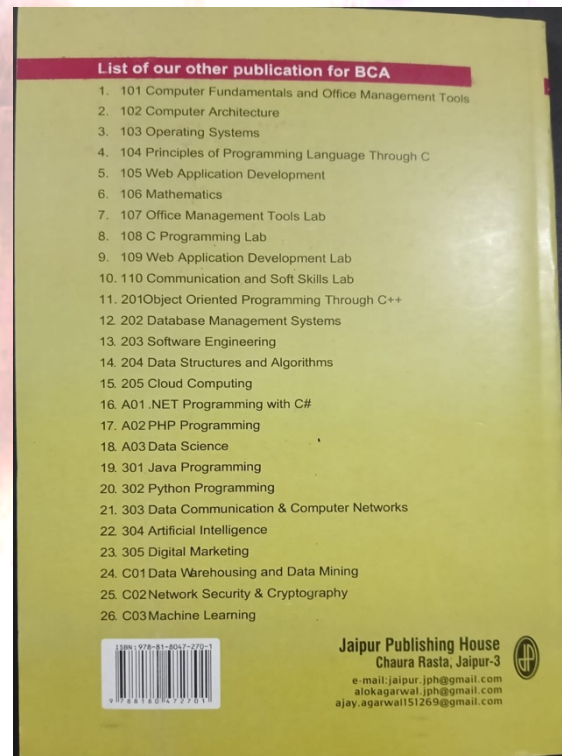 List of our other publication for BCA
1. 101 Computer Fundamentals and Office Management Tools
2. 102 Computer Architecture
3. 103 Operating Systems
4. 104 Principles of Programming Language Through C
5. 105 Web Application Development
6. 106 Mathematics
7. 107 Office Management Tools Lab
8. 108 C Programming Lab
9. 109 Web Application Development Lab
10. 110 Communication and Soft Skills Lab
11. 201Object Oriented Programming Through C++
12. 202 Database Management Systems
13. 203 Software Engineering
14. 204 Data Structures and Algorithms
15. 205 Cloud Computing
16. A01 .NET Programming with C#
17. A02 PHP Programming
18. A03 Data Science
19. 301 Java Programming
20. 302 Python Programming
21. 303 Data Communication & Computer Networks
22. 304 Artificial Intelligence
23. 305 Digital Marketing
24. C01 Data Warehousing and Data Mining
25. C02 Network Security & Cryptography
26. C03 Machine Learning
ISBN:978-81-8047-270-1
9788180472701
Jaipur Publishing House
Chaura Rasta, Jaipur-3
e-mail:jaipur.jph@gmail.com
alokagarwal.jph@gmail.com
ajay.agarwal151269@gmail.com
JPH